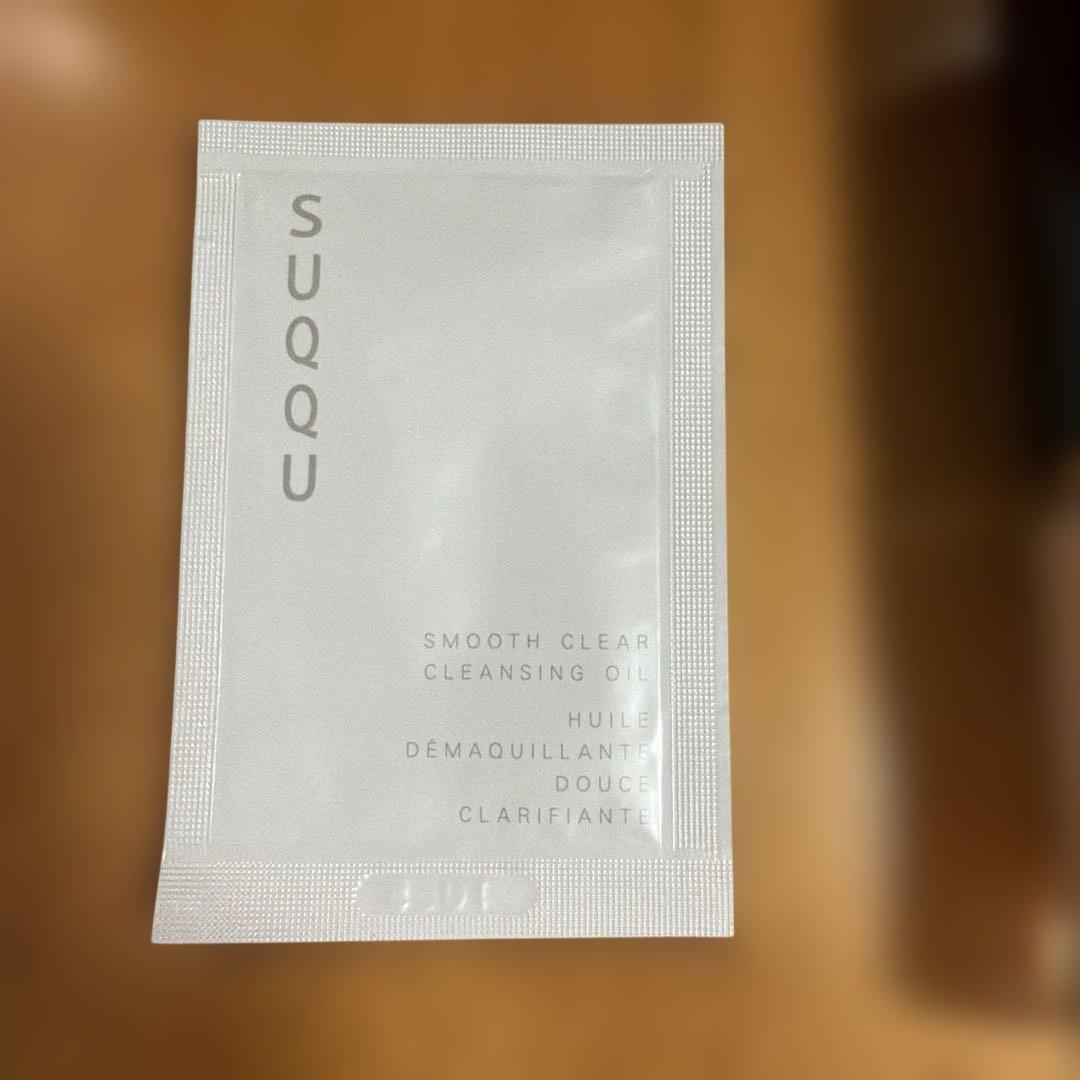 SUQQU
SMOOTH CLEAR
CLEANSING OIL
HUILE
DÉMAQUILLANTE
DOUCE
CLARIFIANTE